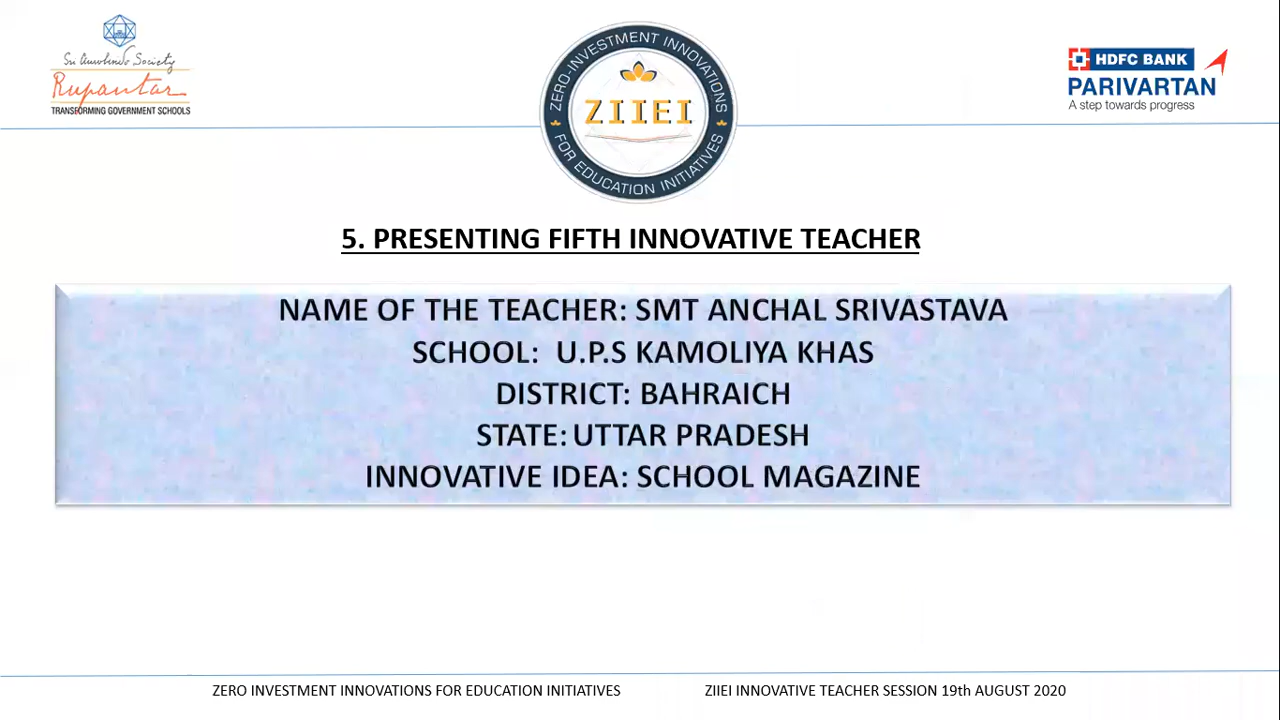 Sri Aurobindo Society
Rupantar
TRANSFORMING GOVERNMENT SCHOOLS
ZERO-INVESTMENT INNOVATIONS
ZIIEI
FOR EDUCATION INITIATIVES
HDFC BANK
PARIVARTAN
A step towards progress
5. PRESENTING FIFTH INNOVATIVE TEACHER
NAME OF THE TEACHER: SMT ANCHAL SRIVASTAVA
SCHOOL: U.P.S KAMOLIYA KHAS
DISTRICT: BAHRAICH
STATE: UTTAR PRADESH
INNOVATIVE IDEA: SCHOOL MAGAZINE
ZERO INVESTMENT INNOVATIONS FOR EDUCATION INITIATIVES
ZIIEI INNOVATIVE TEACHER SESSION 19th AUGUST 2020